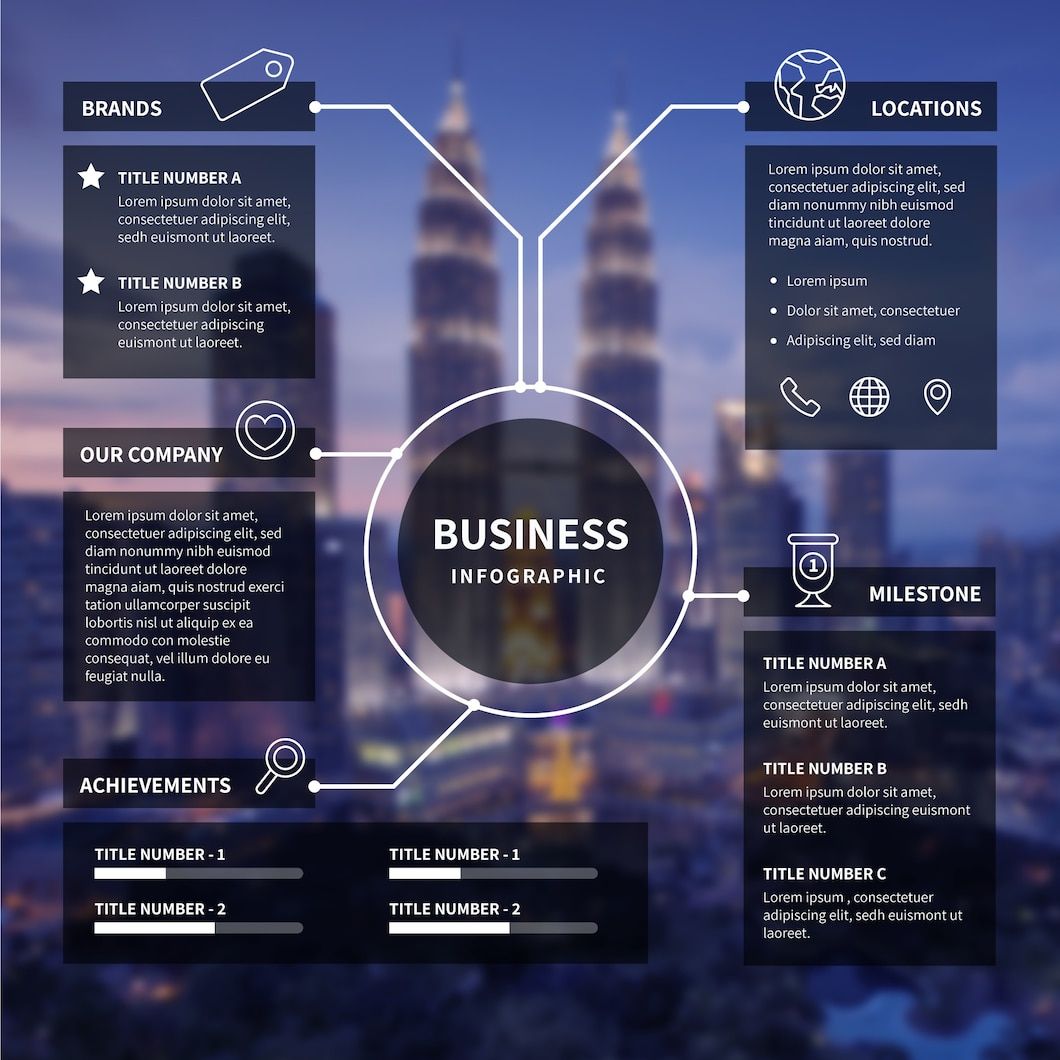 BRANDS
TITLE NUMBER A
Lorem ipsum dolor sit amet,
consectetuer adipiscing elit,
sedh euismont ut laoreet.
TITLE NUMBER B
Lorem ipsum dolor sit amet,
consectetuer adipiscing
euismont ut laoreet.
OUR COMPANY
Lorem ipsum dolor sit amet,
consectetuer adipiscing elit, sed
diam nonummy nibh euismod
tincidunt ut laoreet dolore
magna aiam, quis nostrud exerci
tation ullamcorper suscipit
lobortis nisl ut aliquip ex ea
commodo con molestie
consequat, vel illum dolore eu
feugiat nulla.
ACHIEVEMENTS
TITLE NUMBER - 1
TITLE NUMBER - 2
TITLE NUMBER - 1
TITLE NUMBER - 2
BUSINESS
INFOGRAPHIC
LOCATIONS
Lorem ipsum dolor sit amet,
consectetuer adipiscing elit, sed
diam nonummy nibh euismod
tincidunt ut laoreet dolore
magna aiam, quis nostrud.
• Lorem ipsum
• Dolor sit amet, consectetuer
• Adipiscing elit, sed diam
1
MILESTONE
TITLE NUMBER A
Lorem ipsum dolor sit amet,
consectetuer adipiscing elit, sedh
euismont ut laoreet.
TITLE NUMBER B
Lorem ipsum dolor sit amet,
consectetuer adipiscing euismont
ut laoreet.
TITLE NUMBER C
Lorem ipsum , consectetuer
adipiscing elit, sedh euismont ut
laoreet.